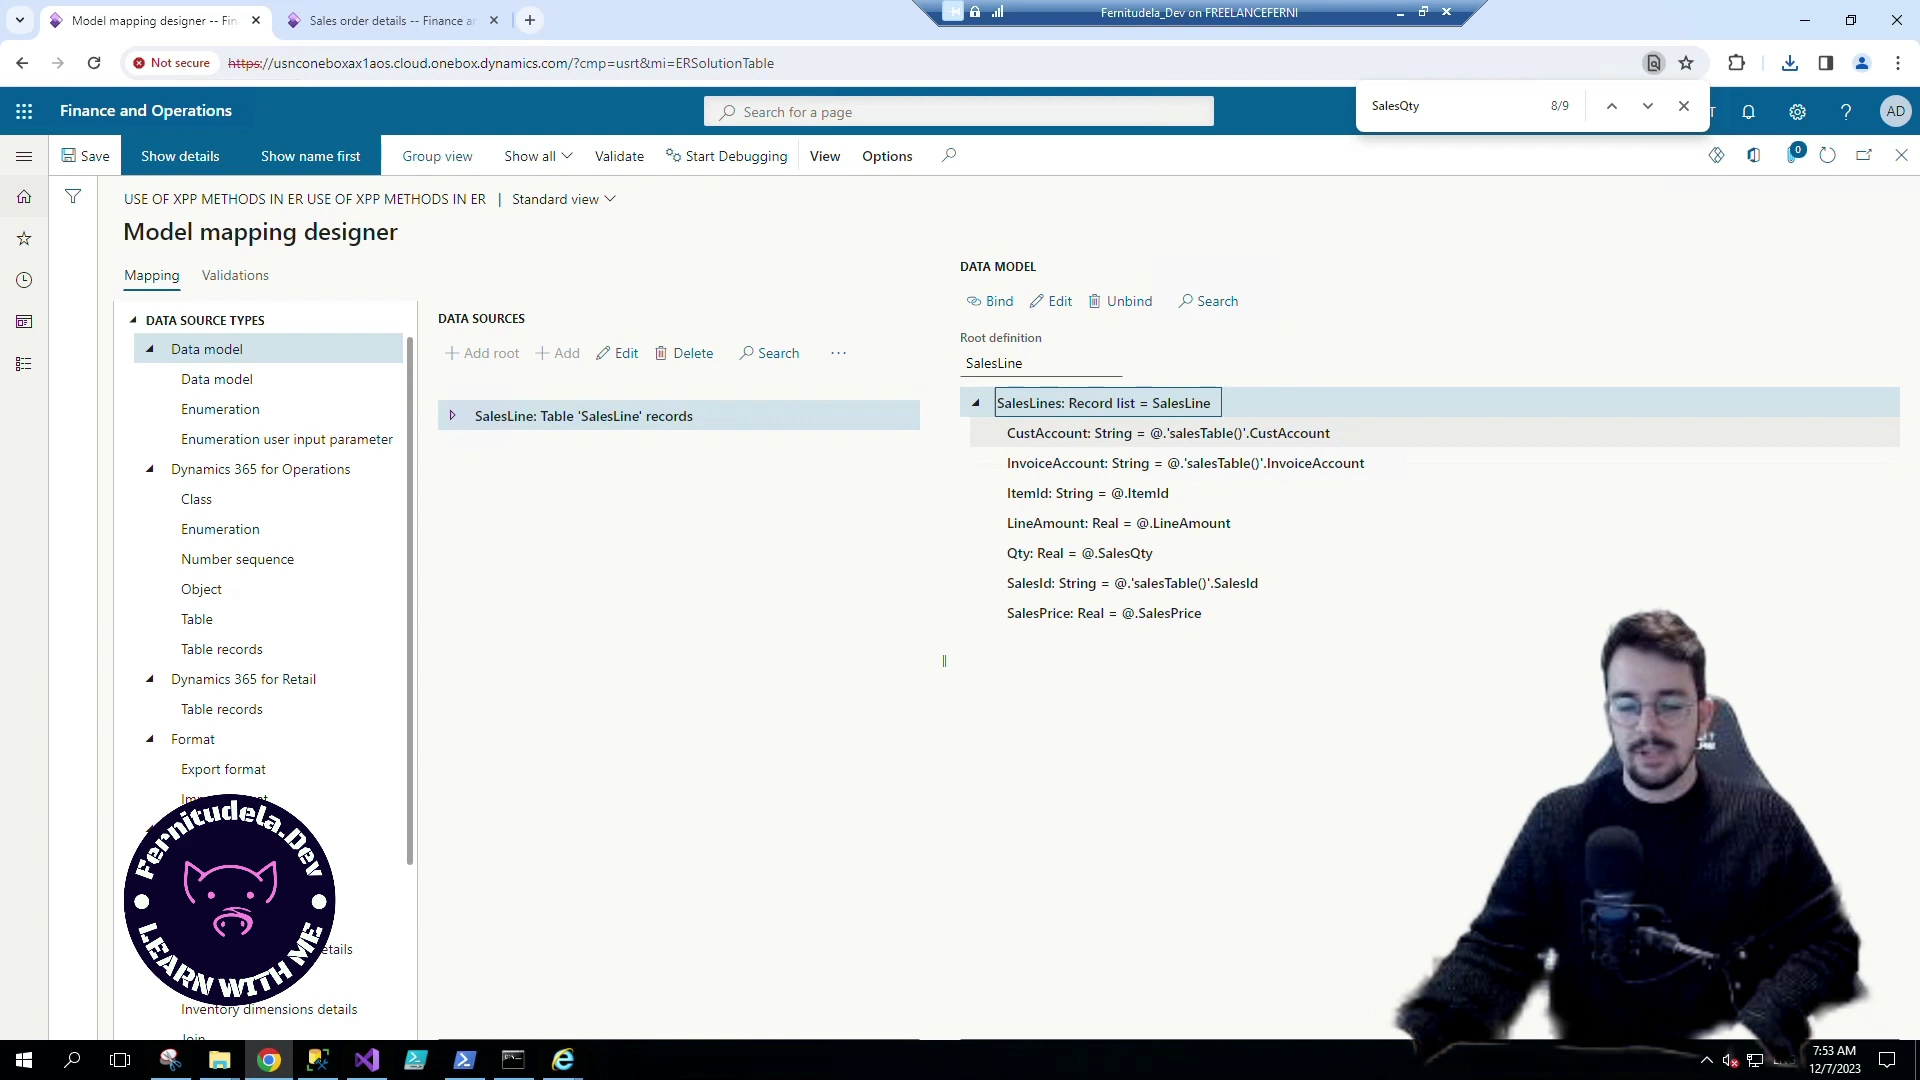 Model mapping designer -- Fin
Sales order details -- Finance a
Fernitudela_Dev on FREELANCEFERNI
Not secure
https://usnconeboxax1aos.cloud.onebox.dynamics.com/?cmp=usrt&mi=ERSolutionTable
SalesQty
8/9
Finance and Operations
Search for a page
AD
Save
Show details
Show name first
Group view
Show all
Validate
Start Debugging
View
Options
0
USE OF XPP METHODS IN ER USE OF XPP METHODS IN ER | Standard view
Model mapping designer
Mapping
Validations
DATA SOURCE TYPES
Data model
Data model
Enumeration
Enumeration user input parameter
Dynamics 365 for Operations
Class
Enumeration
Number sequence
Object
Table
Table records
Dynamics 365 for Retail
Table records
Format
Export format
Inventory dimensions details
Join
DATA SOURCES
Add root
Add
Edit
Delete
Search
SalesLine: Table 'SalesLine' records
DATA MODEL
Bind
Edit
Unbind
Search
Root definition
SalesLine
SalesLines: Record list = SalesLine
CustAccount: String = @.'salesTable()'.CustAccount
InvoiceAccount: String = @.'salesTable()'.InvoiceAccount
ItemId: String = @.ItemId
LineAmount: Real = @.LineAmount
Qty: Real = @.SalesQty
SalesId: String = @.'salesTable()'.SalesId
SalesPrice: Real = @.SalesPrice
Fernitudela.Dev
LEARN WITH ME
7:53 AM
12/7/2023